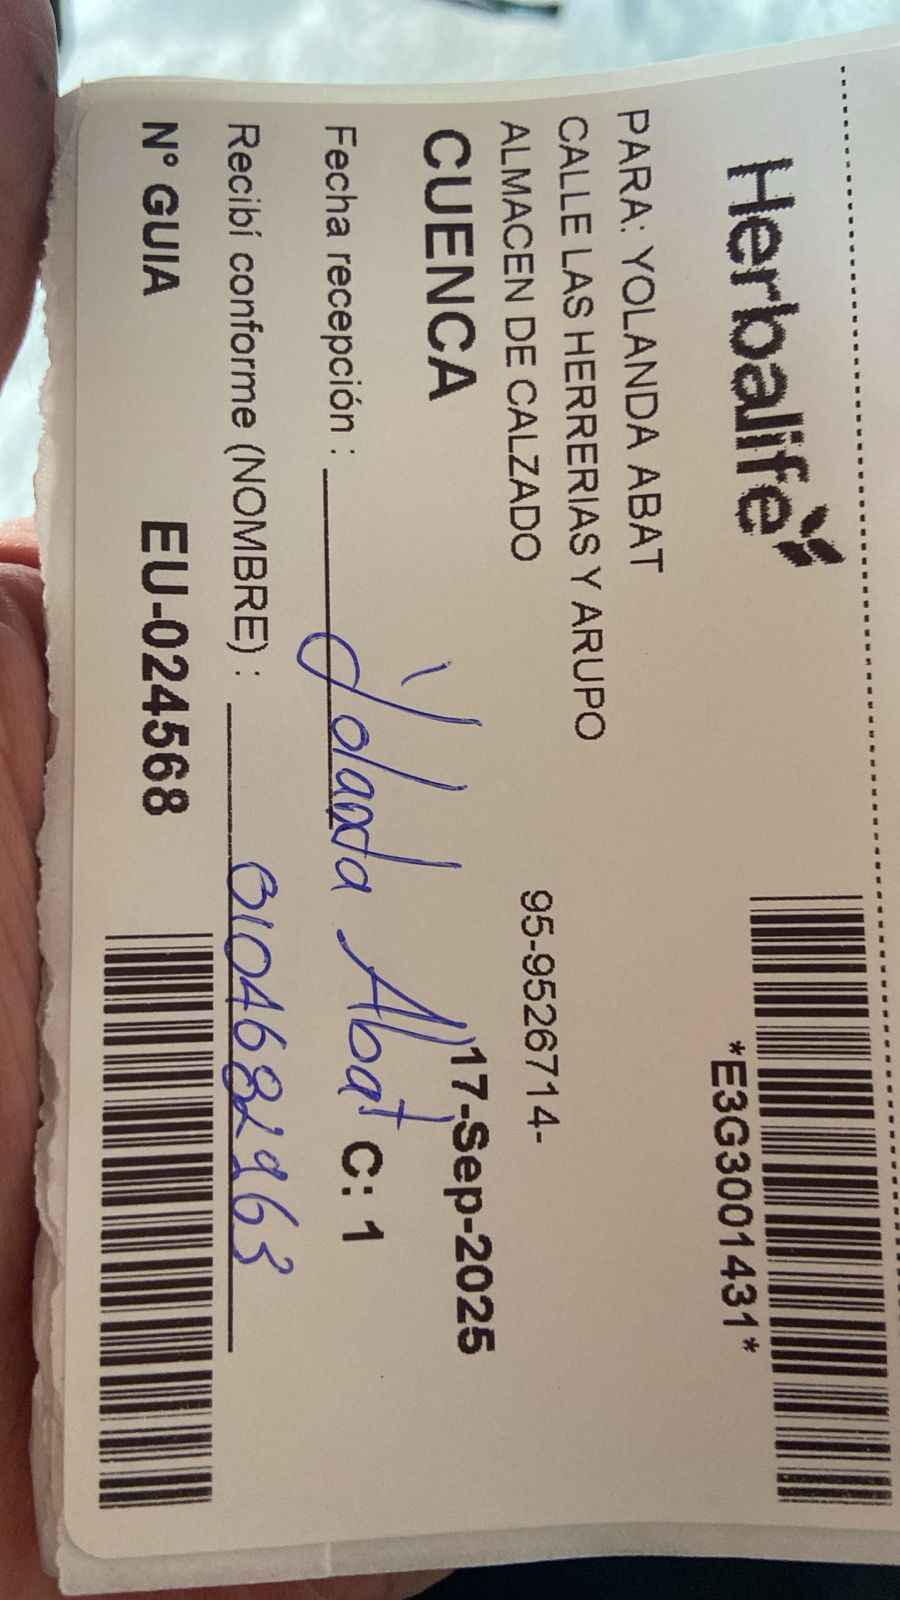 Herbalife
*E3G3001431*
PARA: YOLANDA ABAT
CALLE LAS HERRERIAS Y ARUPO
ALMACEN DE CALZADO
95-9526714-
CUENCA
17-Sep-2025
Fecha recepción : Yolanda Abat C: 1
Recibí conforme (NOMBRE) : 0104682963
N° GUIA EU-024568